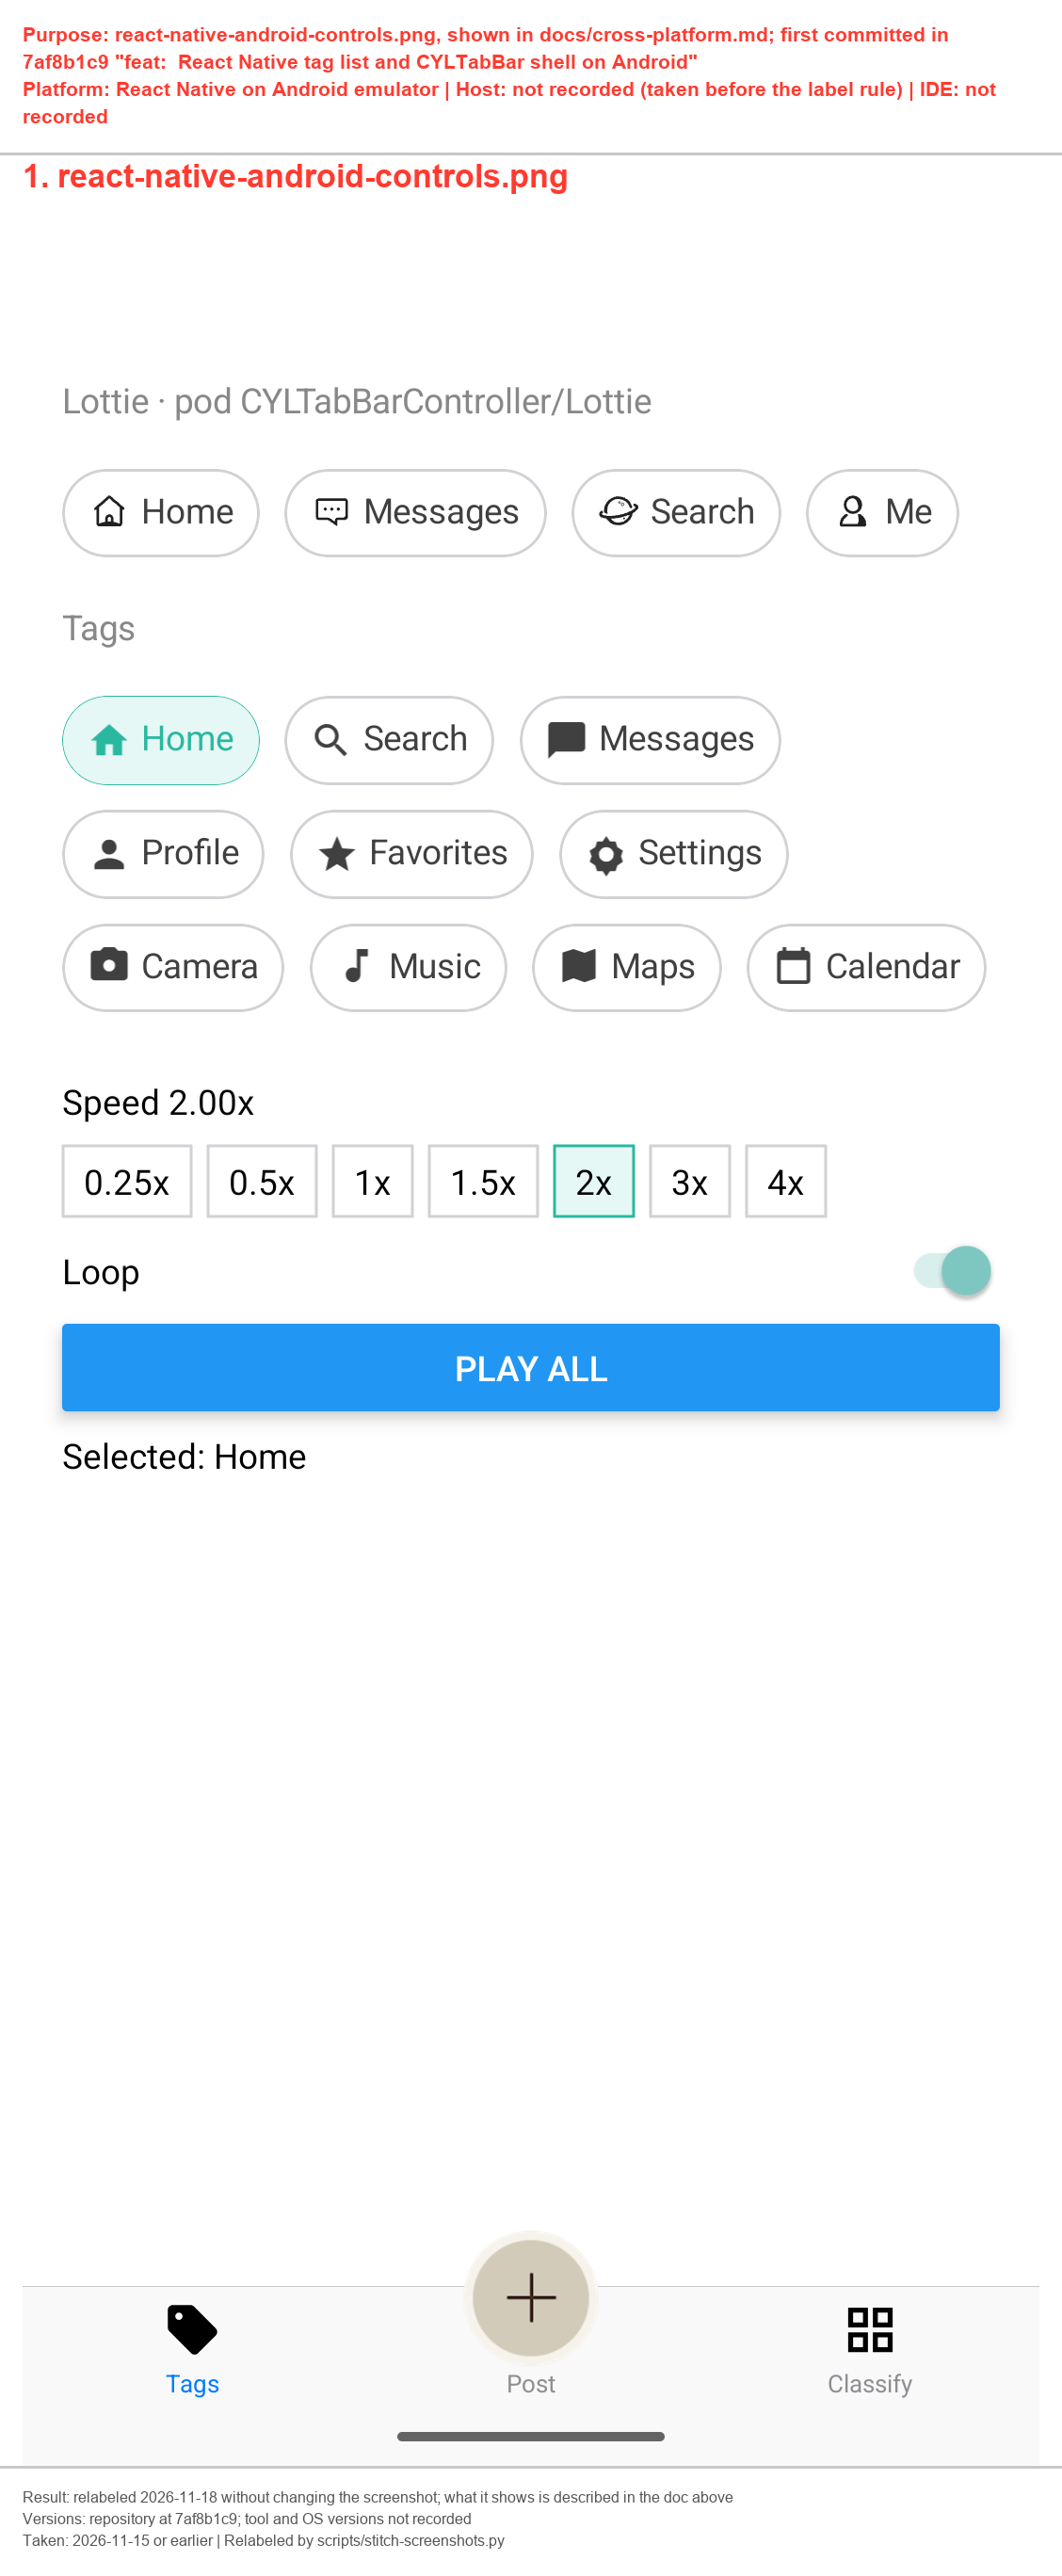 Purpose: react-native-android-controls.png, shown in docs/cross-platform.md; first committed in
7af8b1c9 "feat:  React Native tag list and CYLTabBar shell on Android"
Platform: React Native on Android emulator | Host: not recorded (taken before the label rule) | IDE: not
recorded
1. react-native-android-controls.png
Lottie · pod CYLTabBarController/Lottie
Home Messages Search Me
Tags
Home Search Messages
Profile Favorites Settings
Camera Music Maps Calendar
Speed 2.00x
0.25x 0.5x 1x 1.5x 2x 3x 4x
Loop
PLAY ALL
Selected: Home
Tags Post Classify
Result: relabeled 2026-11-18 without changing the screenshot; what it shows is described in the doc above
Versions: repository at 7af8b1c9; tool and OS versions not recorded
Taken: 2026-11-15 or earlier | Relabeled by scripts/stitch-screenshots.py